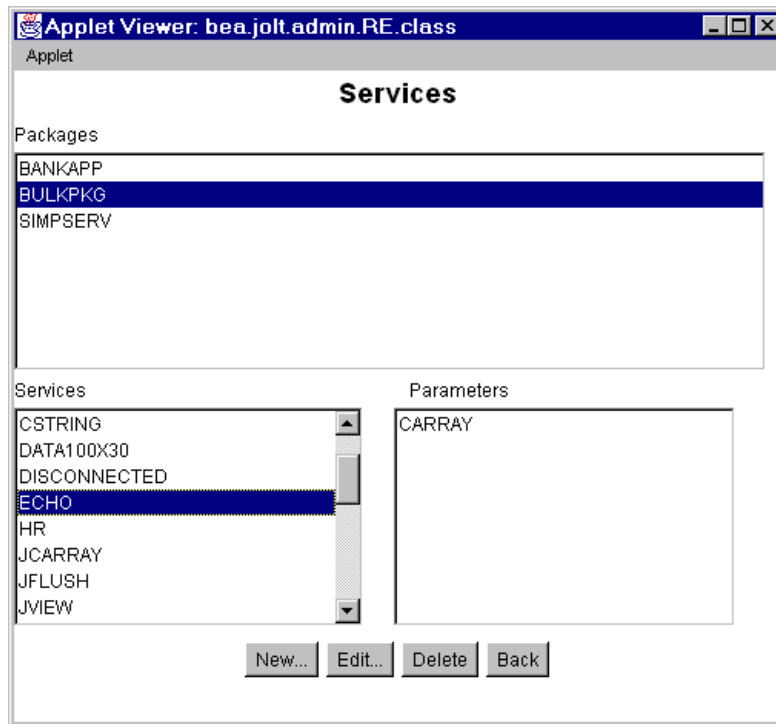 Applet Viewer: bea.jolt.admin.RE.class
Applet
Services
Packages
BANKAPP
BULKPKG
SIMPSERV
Services
CSTRING
DATA100X30
DISCONNECTED
ECHO
HR
JCARRAY
JFLUSH
JVIEW
Parameters
CARRAY
New... Edit... Delete Back